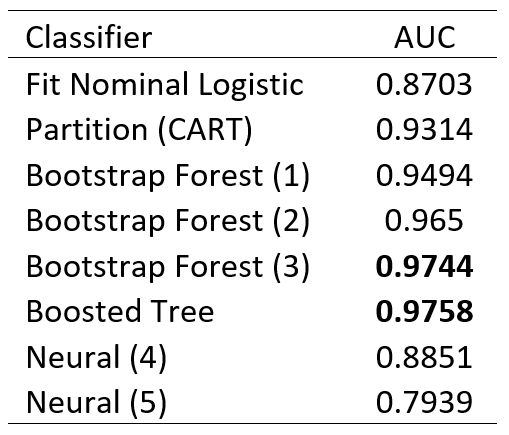 Classifier AUC
Fit Nominal Logistic 0.8703
Partition (CART) 0.9314
Bootstrap Forest (1) 0.9494
Bootstrap Forest (2) 0.965
Bootstrap Forest (3) 0.9744
Boosted Tree 0.9758
Neural (4) 0.8851
Neural (5) 0.7939